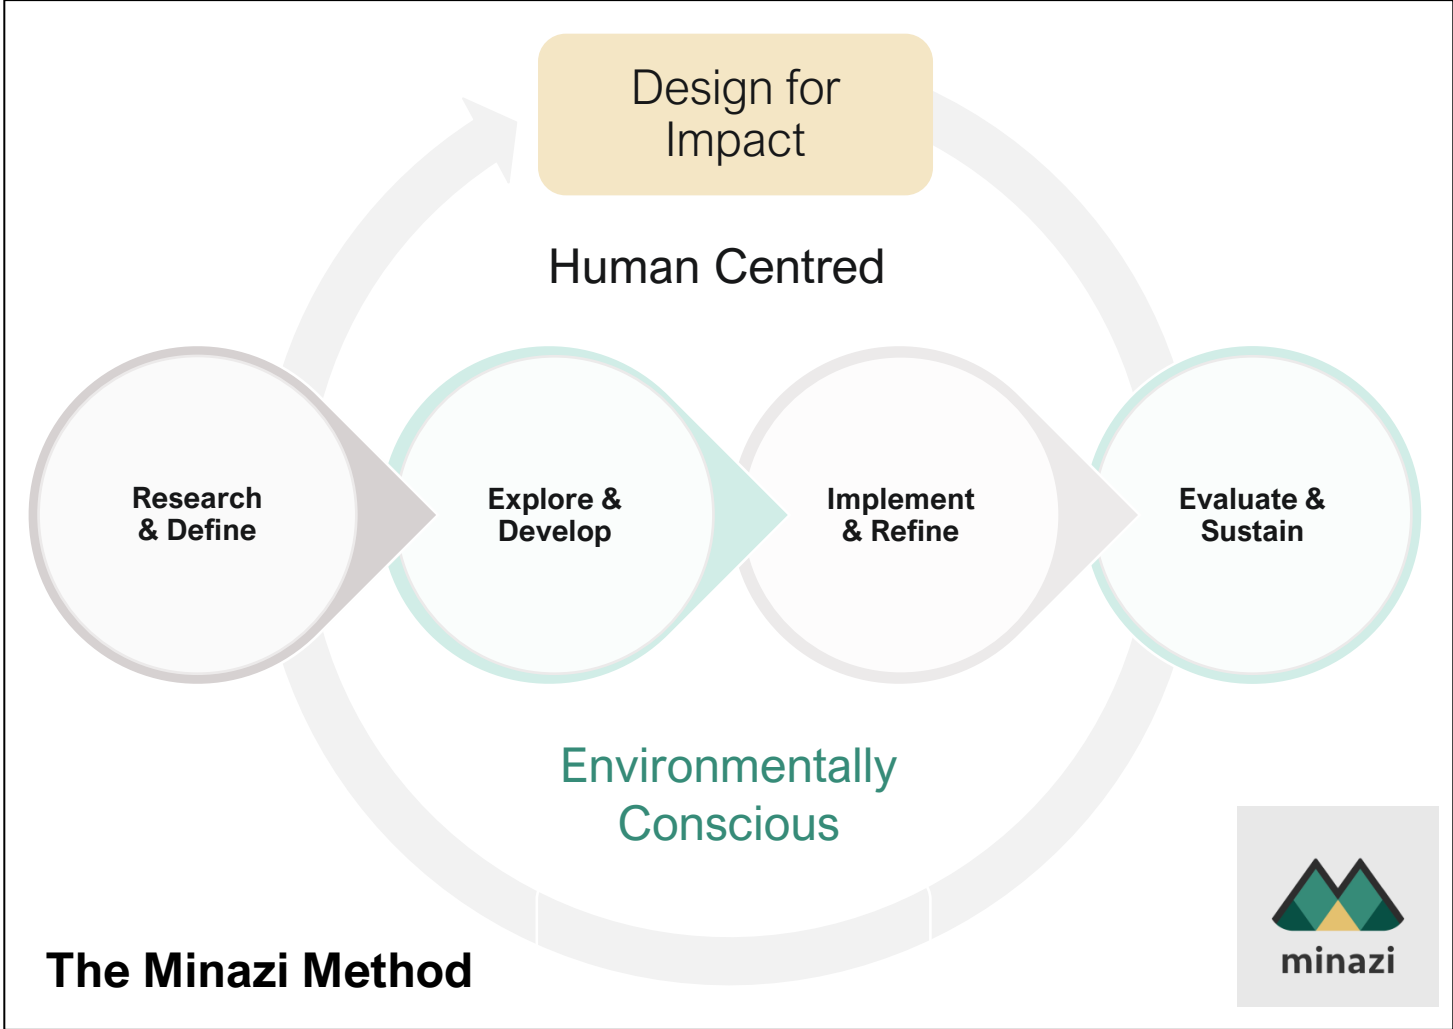 Design for
Impact
Human Centred
Research
& Define
Explore &
Develop
Implement
& Refine
Evaluate &
Sustain
Environmentally
Conscious
The Minazi Method
minazi